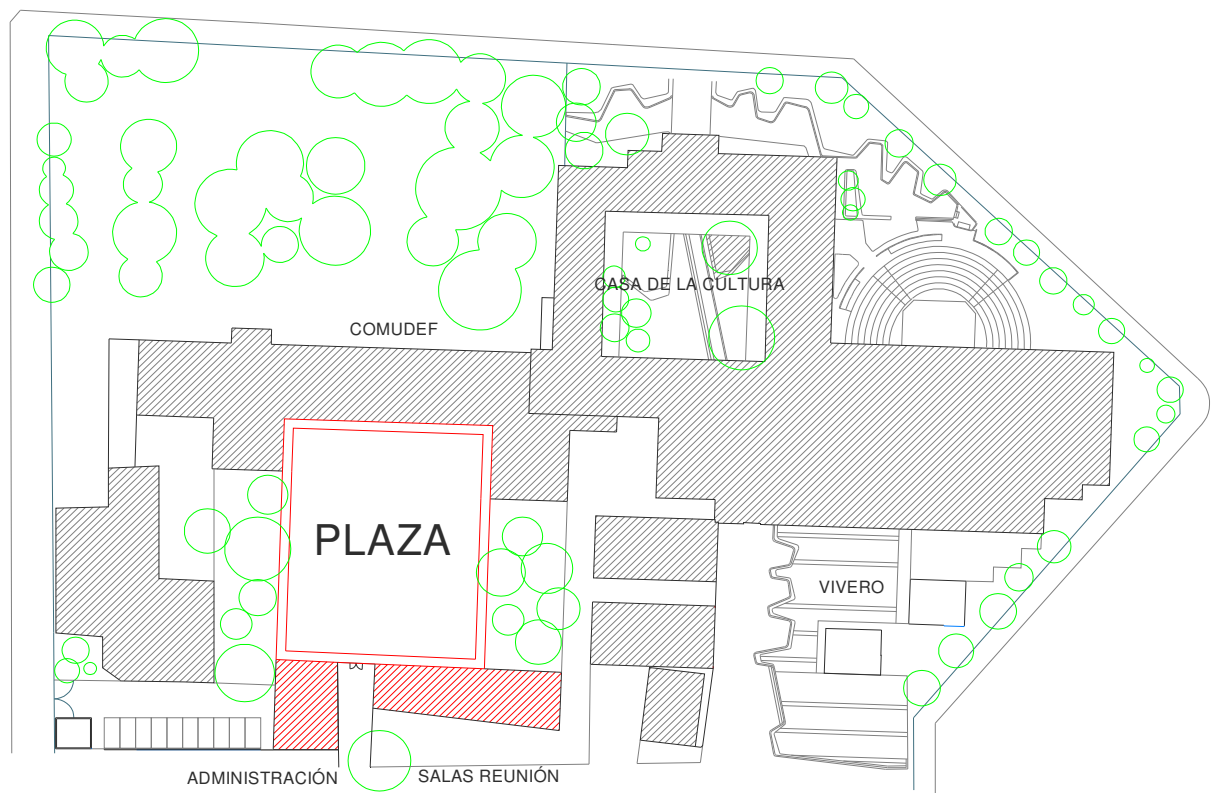 CASA DE LA CULTURA
COMUDEF
PLAZA
VIVERO
ADMINISTRACIÓN
SALAS REUNIÓN